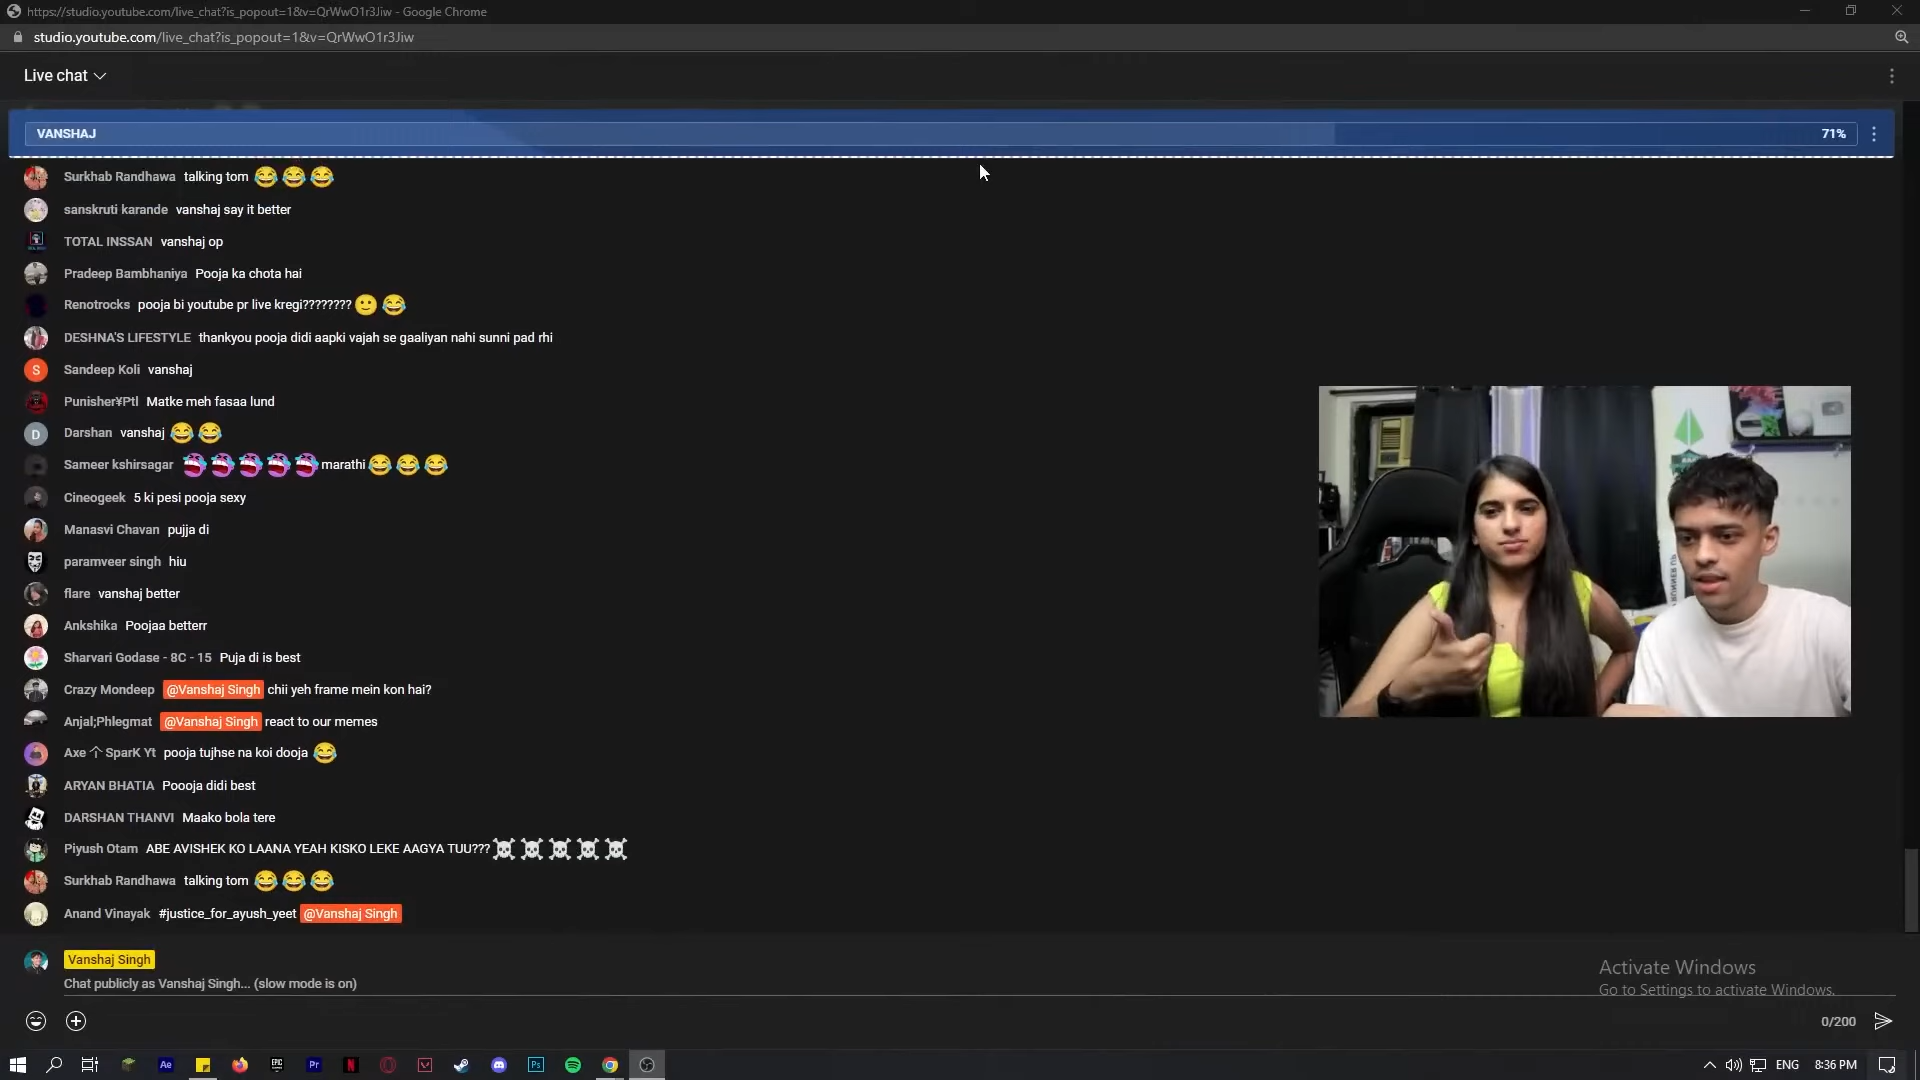 https://studio.youtube.com/live_chat?is_popout=1&v=QrWwO1r3Jiw - Google Chrome
studio.youtube.com/live_chat?is_popout=1&v=QrWwO1r3Jiw
Live chat
VANSHAJ 71%
Surkhab Randhawa talking tom 😂😂😂
sanskruti karande vanshaj say it better
TOTAL INSSAN vanshaj op
Pradeep Bambhaniya Pooja ka chota hai
Renotrocks pooja bi youtube pr live kregi???????? 🙂😂
DESHNA'S LIFESTYLE thankyou pooja didi aapki vajah se gaaliyan nahi sunni pad rhi
S Sandeep Koli vanshaj
Punisher¥Ptl Matke meh fasaa lund
D Darshan vanshaj 😂😂
Sameer kshirsagar marathi 😂😂😂
Cineogeek 5 ki pesi pooja sexy
Manasvi Chavan pujja di
paramveer singh hiu
flare vanshaj better
Ankshika Poojaa betterr
Sharvari Godase - 8C - 15 Puja di is best
Crazy Mondeep @Vanshaj Singh chii yeh frame mein kon hai?
Anjal;Phlegmat @Vanshaj Singh react to our memes
Axe 个 SparK Yt pooja tujhse na koi dooja 😂
ARYAN BHATIA Poooja didi best
DARSHAN THANVI Maako bola tere
Piyush Otam ABE AVISHEK KO LAANA YEAH KISKO LEKE AAGYA TUU??? ☠☠☠☠☠
Surkhab Randhawa talking tom 😂😂😂
Anand Vinayak #justice_for_ayush_yeet @Vanshaj Singh
Vanshaj Singh
Chat publicly as Vanshaj Singh... (slow mode is on)
Activate Windows
Go to Settings to activate Windows.
0/200
Ae Pr Ps ENG 8:36 PM